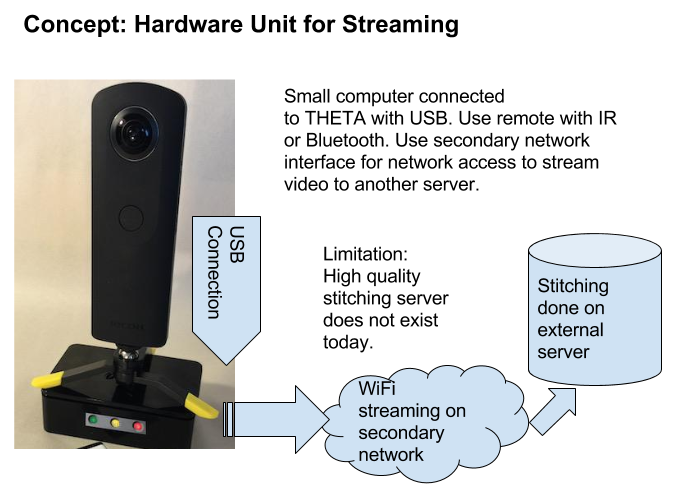 Concept: Hardware Unit for Streaming
Small computer connected
to THETA with USB. Use remote with IR
or Bluetooth. Use secondary network
interface for network access to stream
video to another server.
USB
Connection
Limitation:
High quality
stitching server
does not exist
today.
Stitching
done on
external
server
WiFi
streaming on
secondary
network